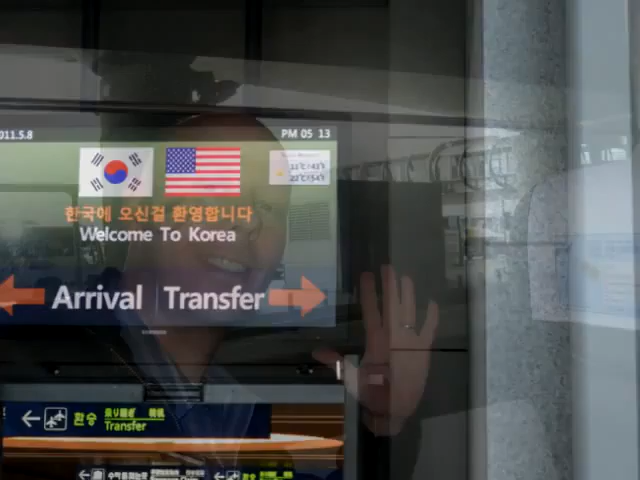 011.5.8 PM 05 13
한국에 오신걸 환영합니다
Welcome To Korea
Arrival Transfer
환승
Transfer